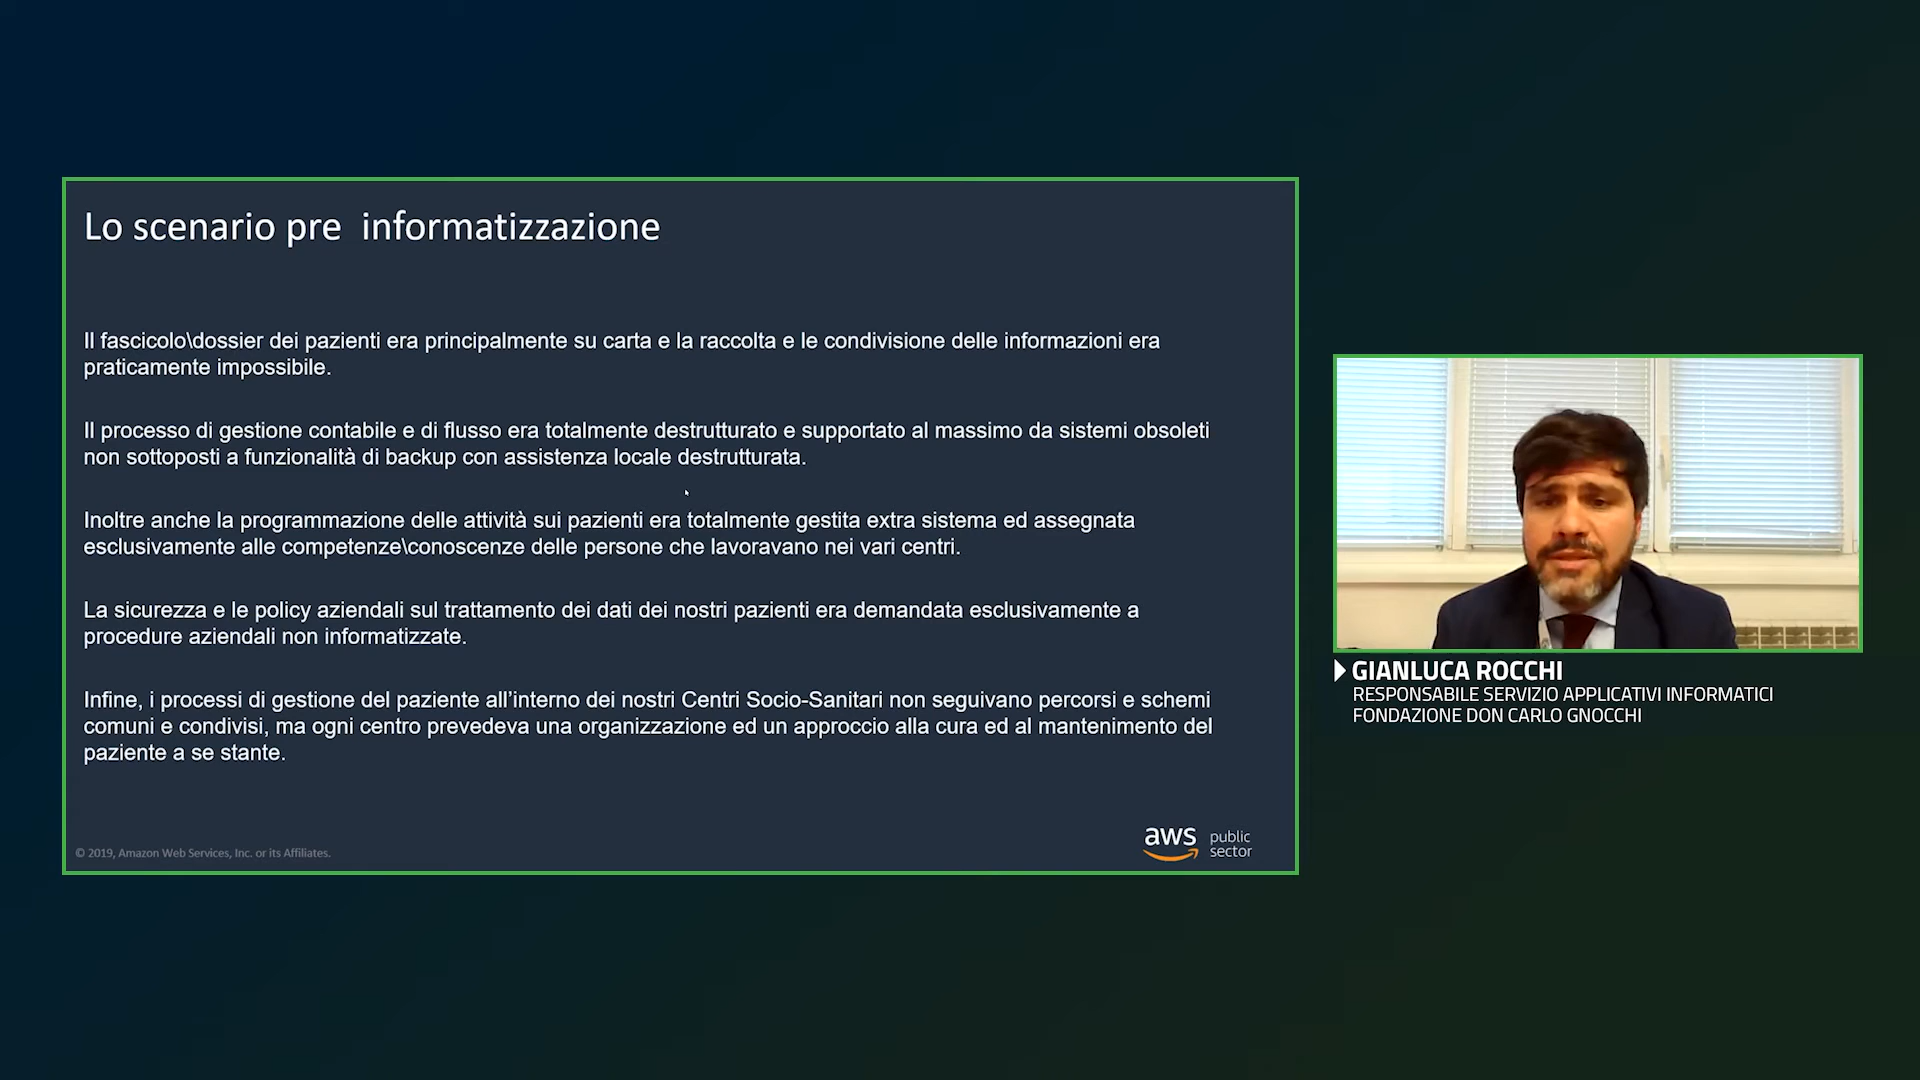 Lo scenario pre  informatizzazione
Il fascicolo\dossier dei pazienti era principalmente su carta e la raccolta e le condivisione delle informazioni era
praticamente impossibile.
Il processo di gestione contabile e di flusso era totalmente destrutturato e supportato al massimo da sistemi obsoleti
non sottoposti a funzionalità di backup con assistenza locale destrutturata.
Inoltre anche la programmazione delle attività sui pazienti era totalmente gestita extra sistema ed assegnata
esclusivamente alle competenze\conoscenze delle persone che lavoravano nei vari centri.
La sicurezza e le policy aziendali sul trattamento dei dati dei nostri pazienti era demandata esclusivamente a
procedure aziendali non informatizzate.
Infine, i processi di gestione del paziente all’interno dei nostri Centri Socio-Sanitari non seguivano percorsi e schemi
comuni e condivisi, ma ogni centro prevedeva una organizzazione ed un approccio alla cura ed al mantenimento del
paziente a se stante.
© 2019, Amazon Web Services, Inc. or its Affiliates.
aws public
sector
GIANLUCA ROCCHI
RESPONSABILE SERVIZIO APPLICATIVI INFORMATICI
FONDAZIONE DON CARLO GNOCCHI